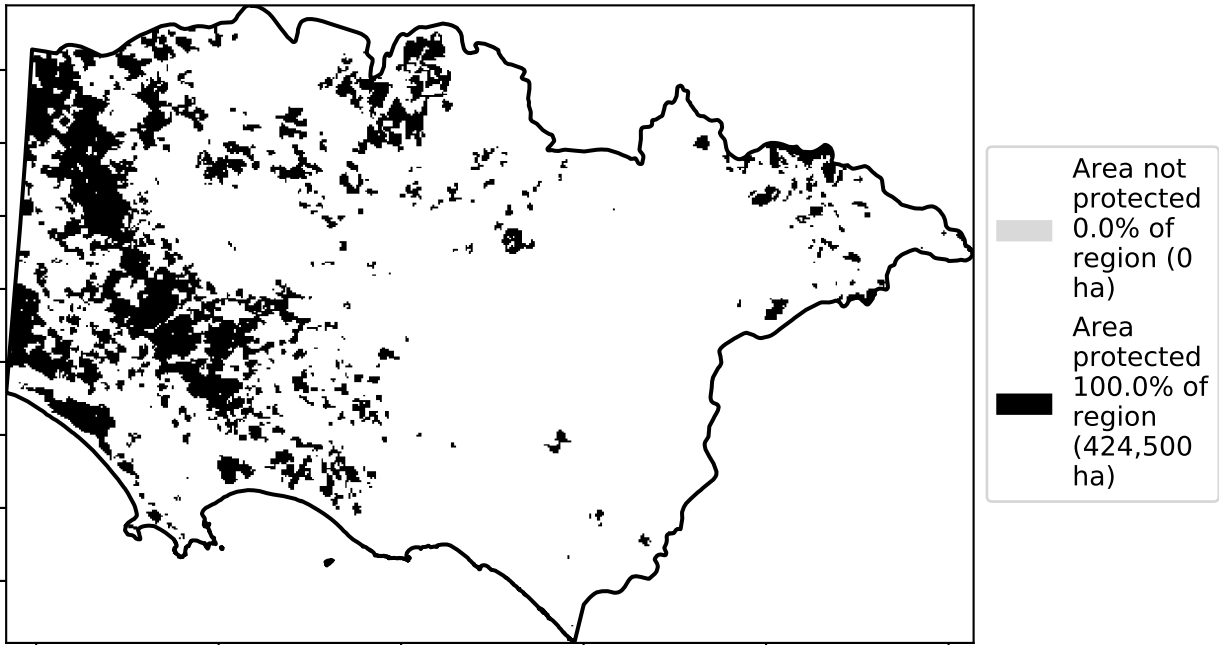 Area not
protected
0.0% of
region (0
ha)
Area
protected
100.0% of
region
(424,500
ha)